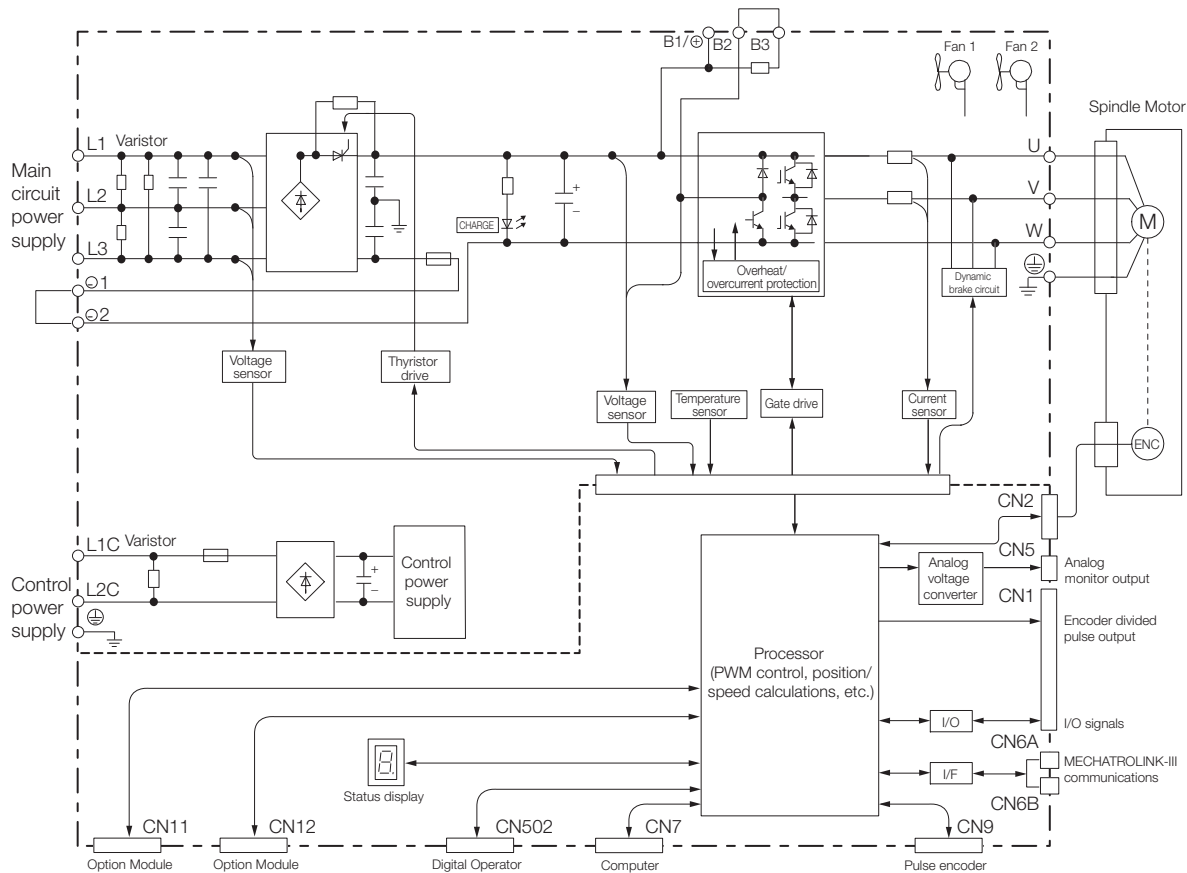 B1/⊕ B2 B3
Fan 1 Fan 2
Spindle Motor
L1 Varistor
U
Main
circuit
power
supply
L2
V
CHARGE
+
−
M
L3
W
Overheat/
overcurrent protection
Dynamic
brake circuit
⊖1
⊖2
Voltage
sensor
Thyristor
drive
Voltage
sensor
Temperature
sensor
Gate drive
Current
sensor
ENC
CN2
L1C Varistor
Control
power
supply
+
−
L2C
Control
power
supply
CN5
Analog
voltage
converter
Analog
monitor output
CN1
Encoder divided
pulse output
Processor
(PWM control, position/
speed calculations, etc.)
I/O
I/O signals
CN6A
MECHATROLINK-III
communications
I/F
CN6B
8.
Status display
CN11 CN12 CN502 CN7 CN9
Option Module Option Module Digital Operator Computer Pulse encoder